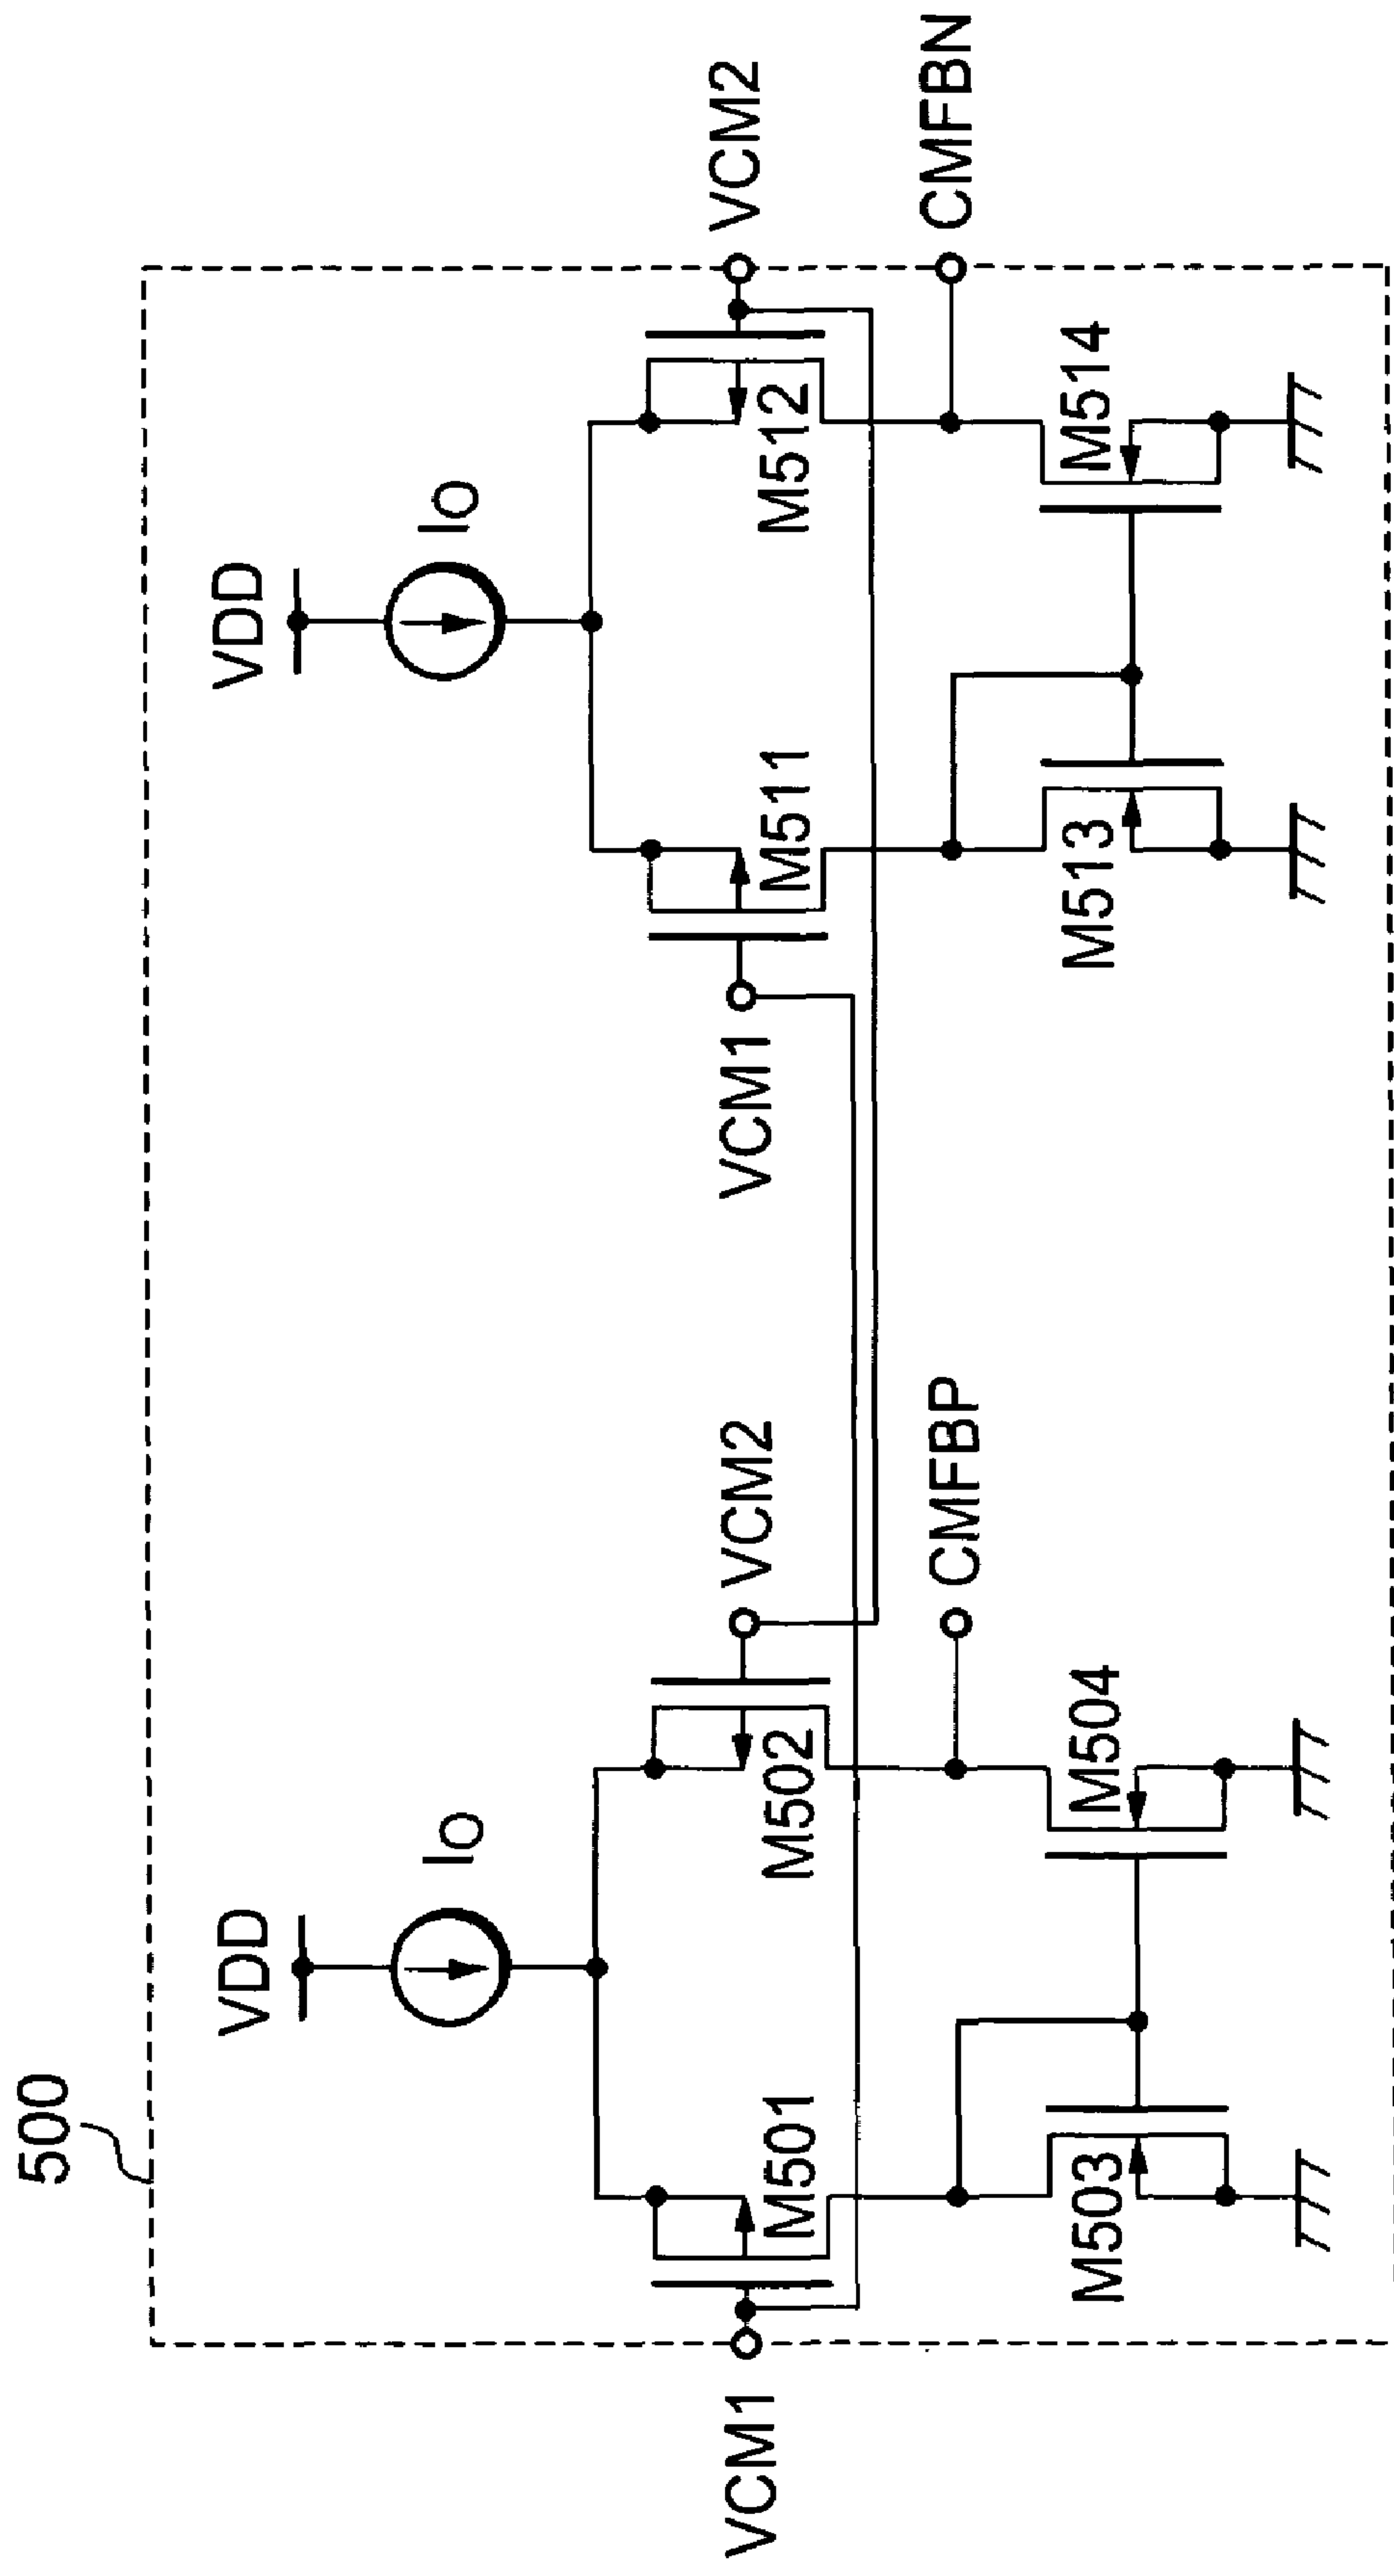 500
VDD
VDD
IO
IO
VCM1
M501
M502
VCM2
VCM1
M511
M512
VCM2
CMFBP
CMFBN
M503
M504
M513
M514